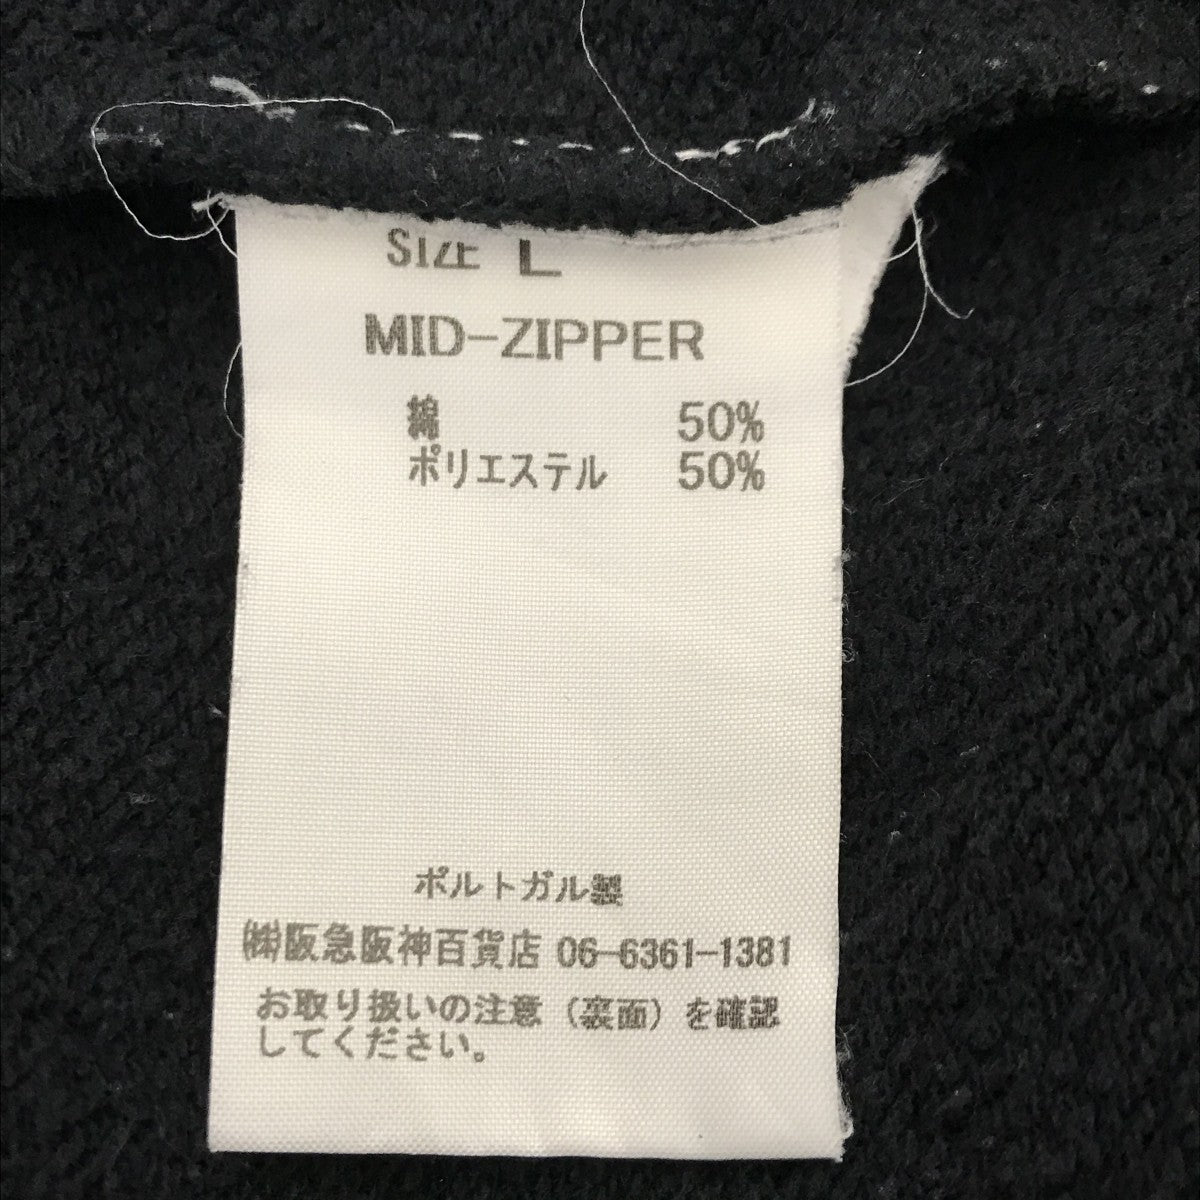 SIZE L
MID-ZIPPER
綿 50%
ポリエステル 50%
ポルトガル製
㈱阪急阪神百貨店 06-6361-1381
お取り扱いの注意（裏面）を確認
してください。